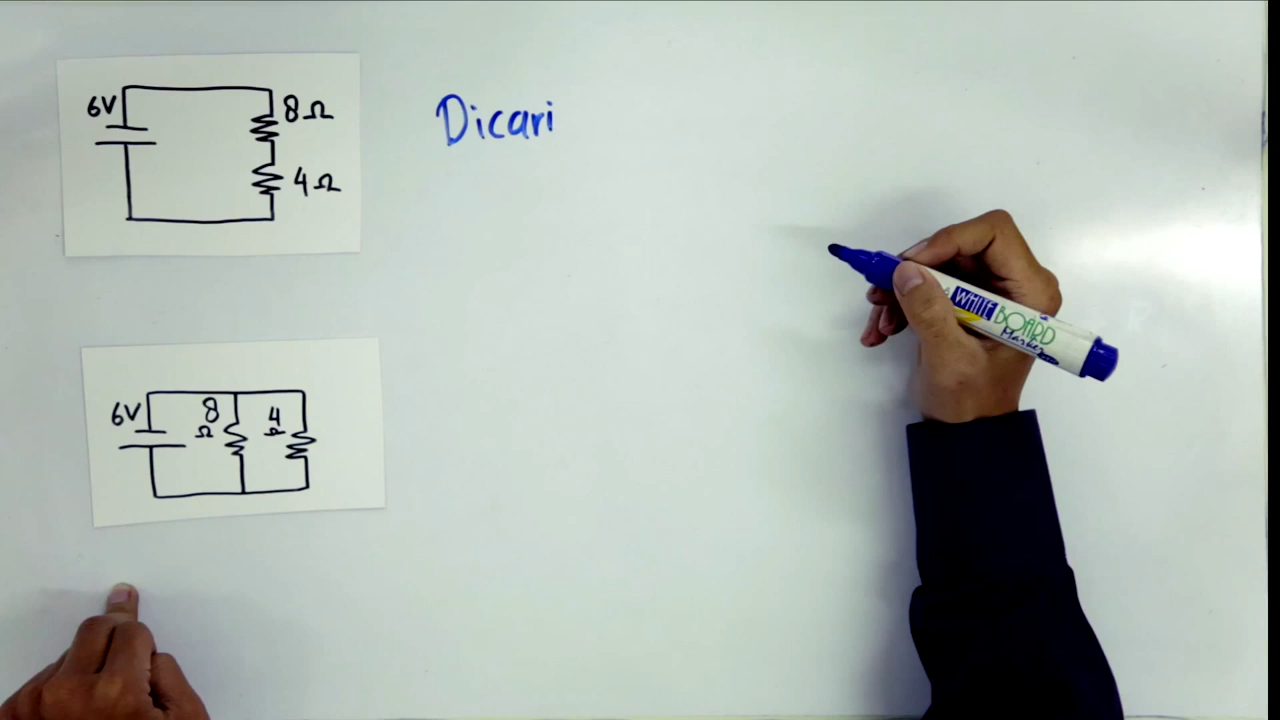 6V
8Ω
4Ω
Dicari
6V
8
Ω
4
Ω
WHITE
BOARD
Marker